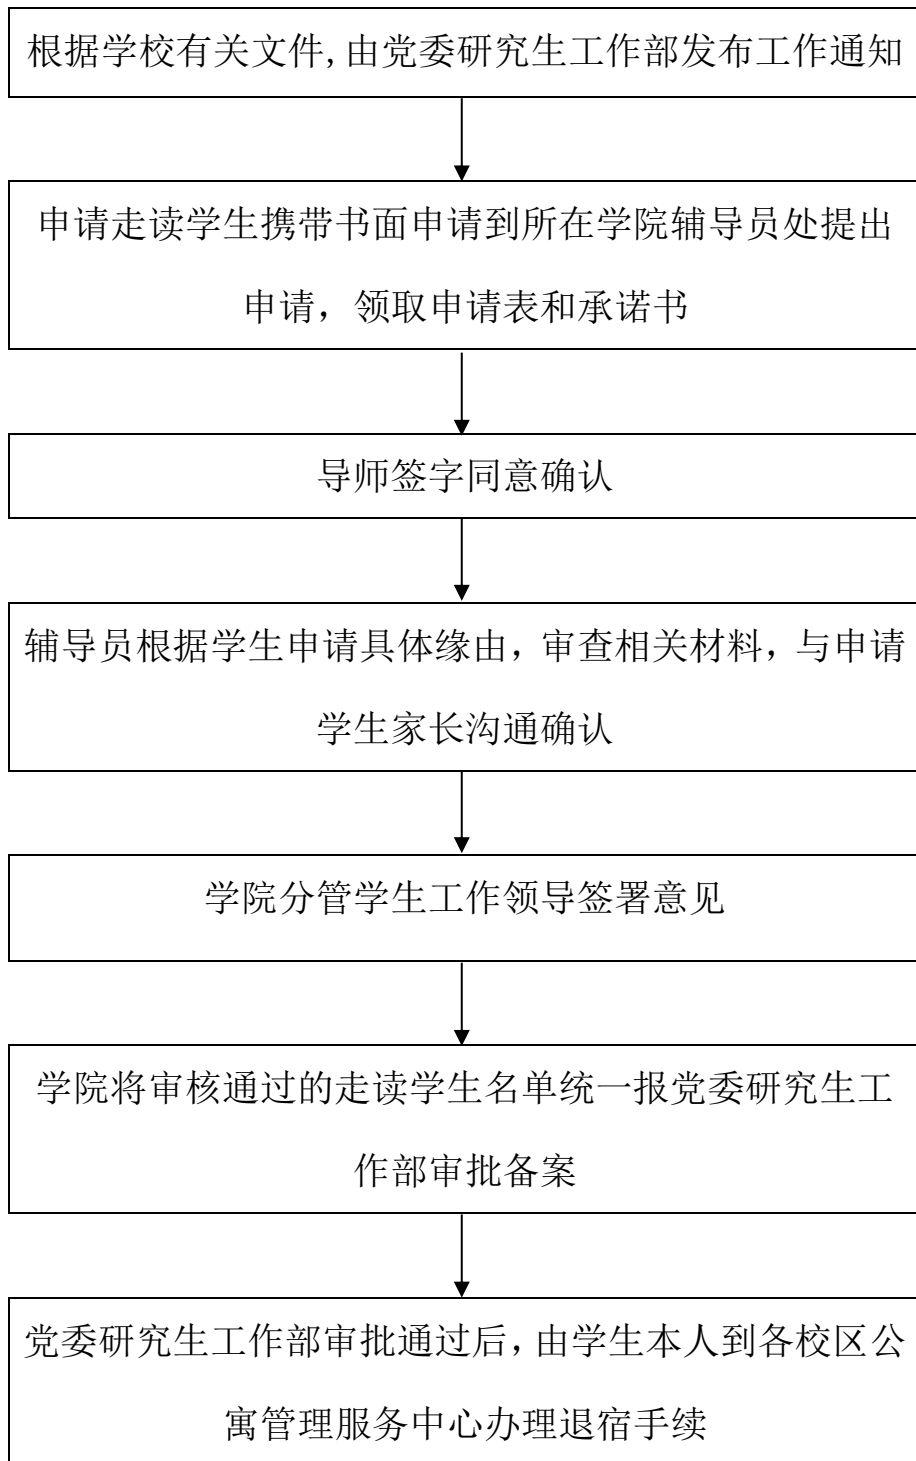 根据学校有关文件,由党委研究生工作部发布工作通知
申请走读学生携带书面申请到所在学院辅导员处提出
申请，领取申请表和承诺书
导师签字同意确认
辅导员根据学生申请具体缘由，审查相关材料，与申请
学生家长沟通确认
学院分管学生工作领导签署意见
学院将审核通过的走读学生名单统一报党委研究生工
作部审批备案
党委研究生工作部审批通过后，由学生本人到各校区公
寓管理服务中心办理退宿手续